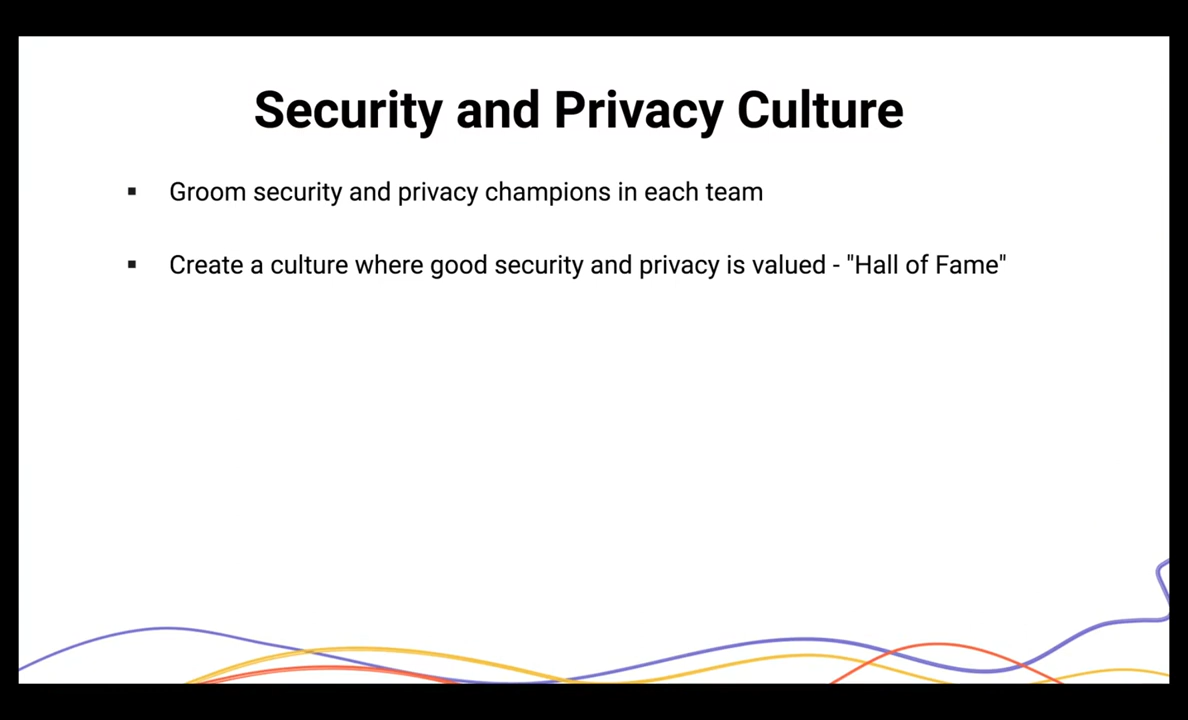 Security and Privacy Culture
▪ Groom security and privacy champions in each team
▪ Create a culture where good security and privacy is valued - "Hall of Fame"